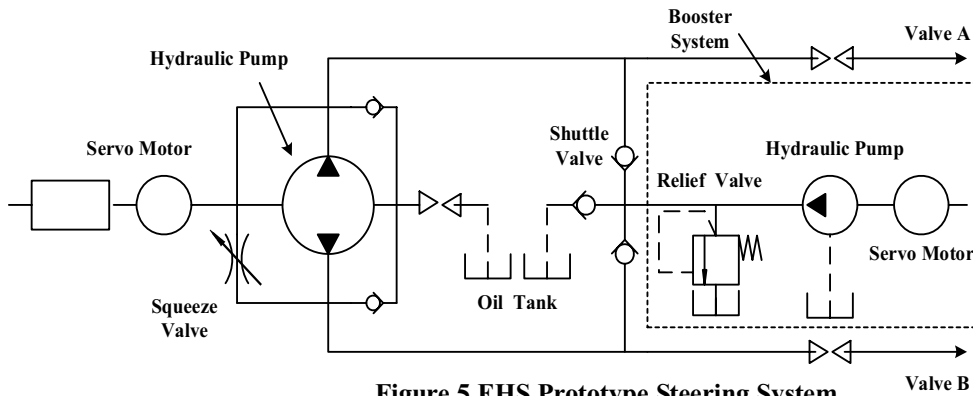 Booster
System
Valve A
Hydraulic Pump
Servo Motor
Shuttle
Valve
Hydraulic Pump
Relief Valve
Servo Motor
Squeeze
Valve
Oil Tank
Valve B
Figure 5 EHS Prototype Steering System